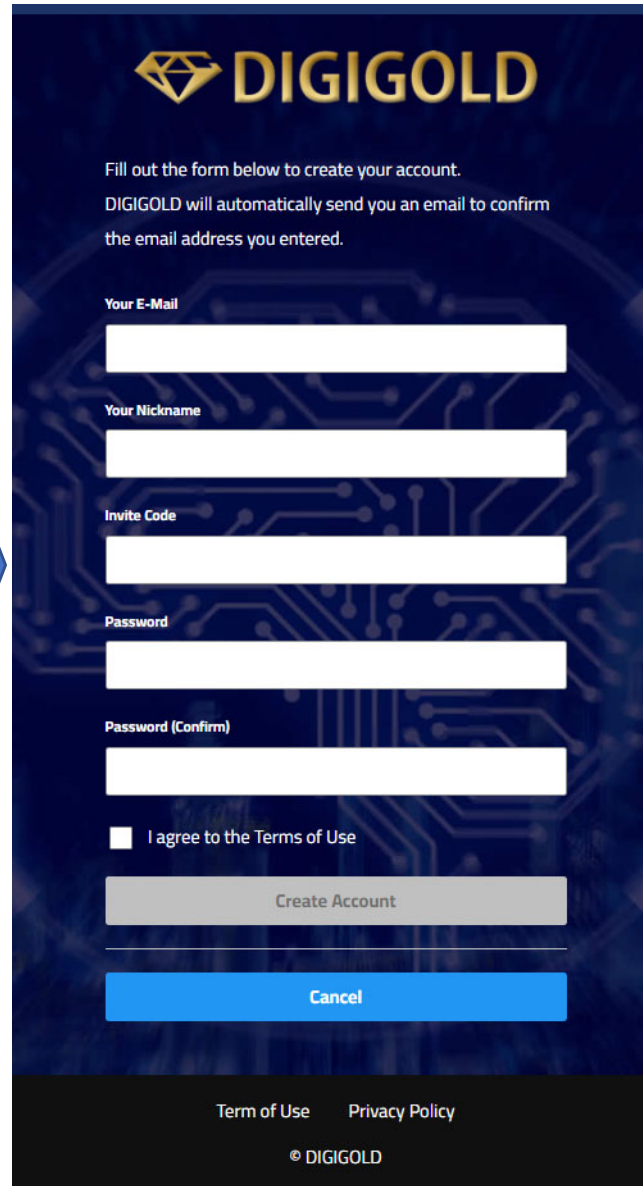 DIGIGOLD
Fill out the form below to create your account.
DIGIGOLD will automatically send you an email to confirm
the email address you entered.
Your E-Mail
Your Nickname
Invite Code
Password
Password (Confirm)
I agree to the Terms of Use
Create Account
Cancel
Term of Use Privacy Policy
© DIGIGOLD